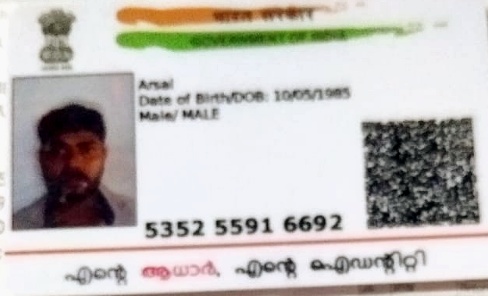 भारत सरकार
GOVERNMENT OF INDIA
Arsal
Date of Birth/DOB: 10/05/1985
Male/ MALE
5352 5591 6692
എന്റെ ആധാർ, എന്റെ ഐഡന്റിറ്റി